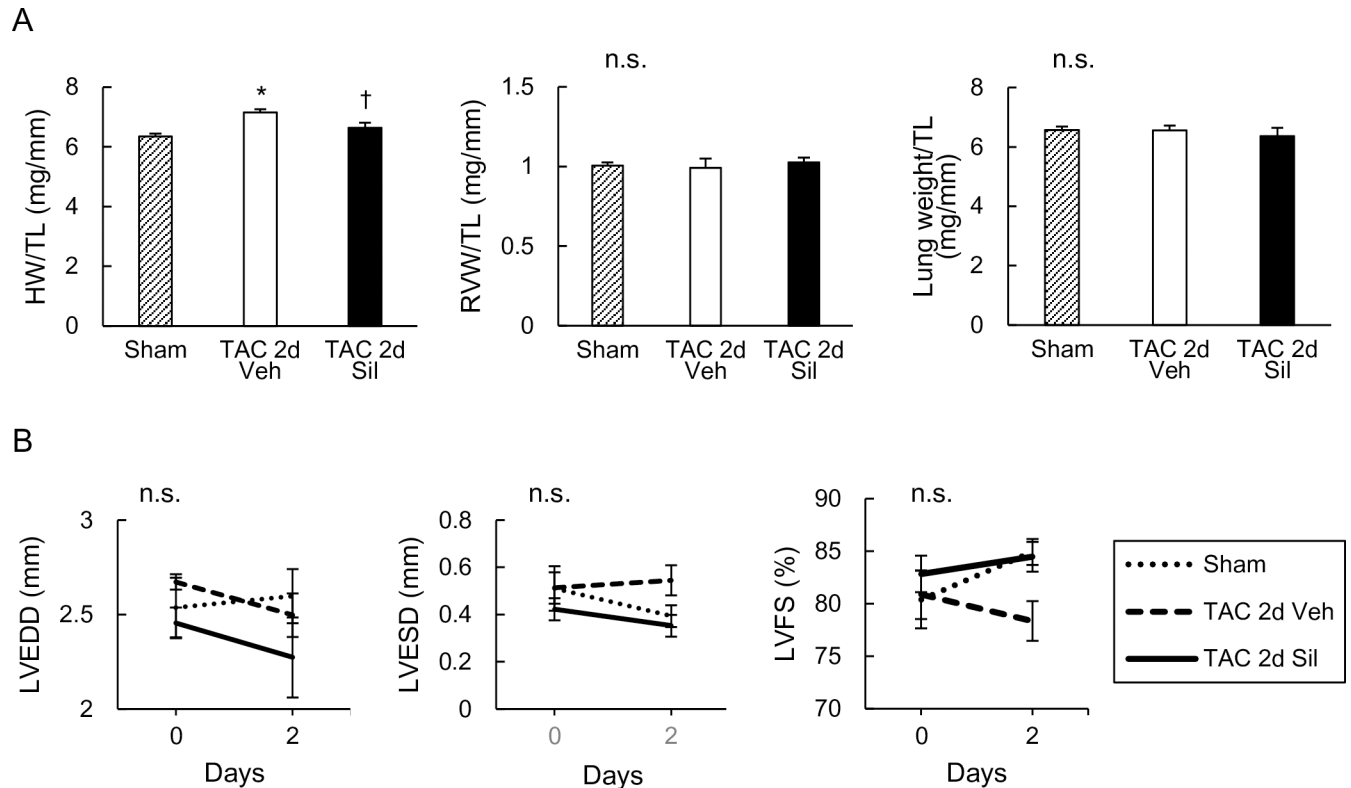 A
HW/TL (mg/mm)
8
6
4
2
0
*
†
Sham
TAC 2d
Veh
TAC 2d
Sil
n.s.
RVW/TL (mg/mm)
1.5
1
0.5
0
Sham
TAC 2d
Veh
TAC 2d
Sil
n.s.
Lung weight/TL
(mg/mm)
8
6
4
2
0
Sham
TAC 2d
Veh
TAC 2d
Sil
B
n.s.
LVEDD (mm)
3
2.5
2
0
2
Days
n.s.
LVESD (mm)
0.8
0.6
0.4
0.2
0
0
2
Days
n.s.
LVFS (%)
90
85
80
75
70
0
2
Days
Sham
TAC 2d Veh
TAC 2d Sil